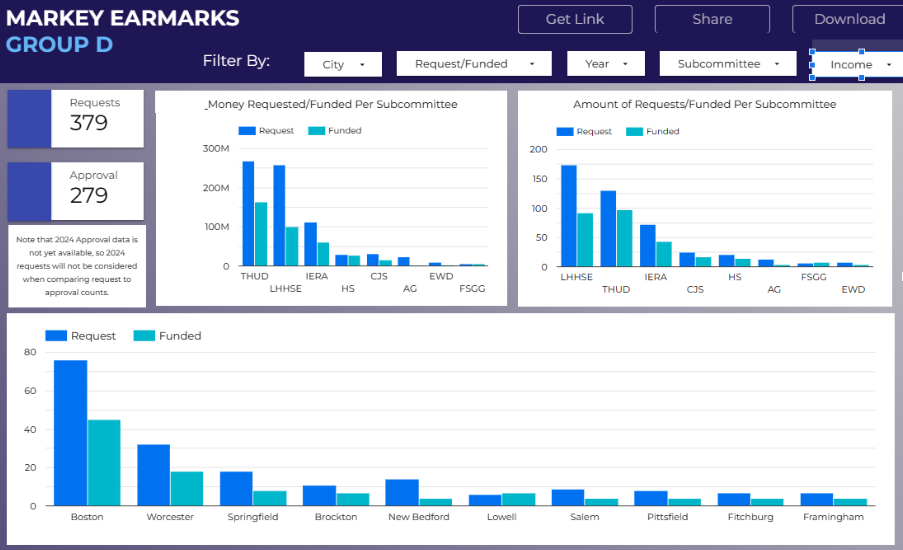 MARKEY EARMARKS
GROUP D
Get Link
Share
Download
Filter By:
City
Request/Funded
Year
Subcommittee
Income
Requests
379
Approval
279
Note that 2024 Approval data is
not yet available, so 2024
requests will not be considered
when comparing request to
approval counts.
_Money Requested/Funded Per Subcommittee
Request Funded
300M
200M
100M
0
THUD IERA CJS EWD
LHHSE HS AG FSGG
Amount of Requests/Funded Per Subcommittee
Request Funded
200
150
100
50
0
LHHSE IERA HS FSGG
THUD CJS AG EWD
Request Funded
80
60
40
20
0
Boston Worcester Springfield Brockton New Bedford Lowell Salem Pittsfield Fitchburg Framingham